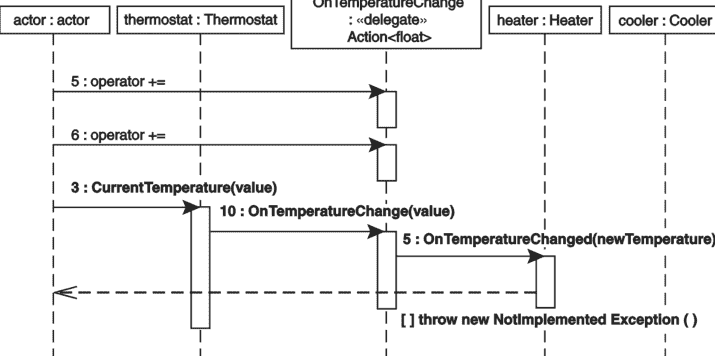 OnTemperatureChange
actor : actor
thermostat : Thermostat
: «delegate»
Action<float>
heater : Heater
cooler : Cooler
5 : operator +=
6 : operator +=
3 : CurrentTemperature(value)
10 : OnTemperatureChange(value)
5 : OnTemperatureChanged(newTemperature)
[ ] throw new NotImplemented Exception ( )